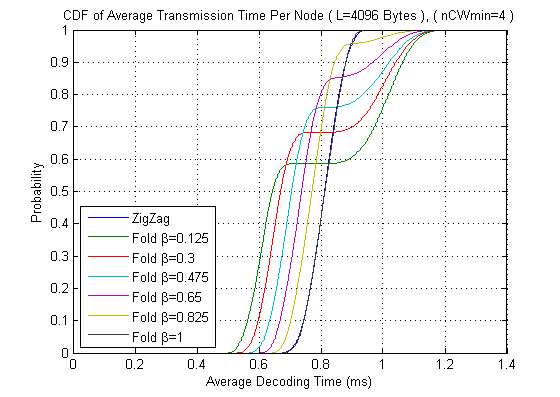 CDF of Average Transmission Time Per Node ( L=4096 Bytes ), ( nCWmin=4 )
1
0.9
0.8
0.7
0.6
0.5
0.4
0.3
0.2
0.1
0
Probability
ZigZag
Fold β=0.125
Fold β=0.3
Fold β=0.475
Fold β=0.65
Fold β=0.825
Fold β=1
0 0.2 0.4 0.6 0.8 1 1.2 1.4
Average Decoding Time (ms)